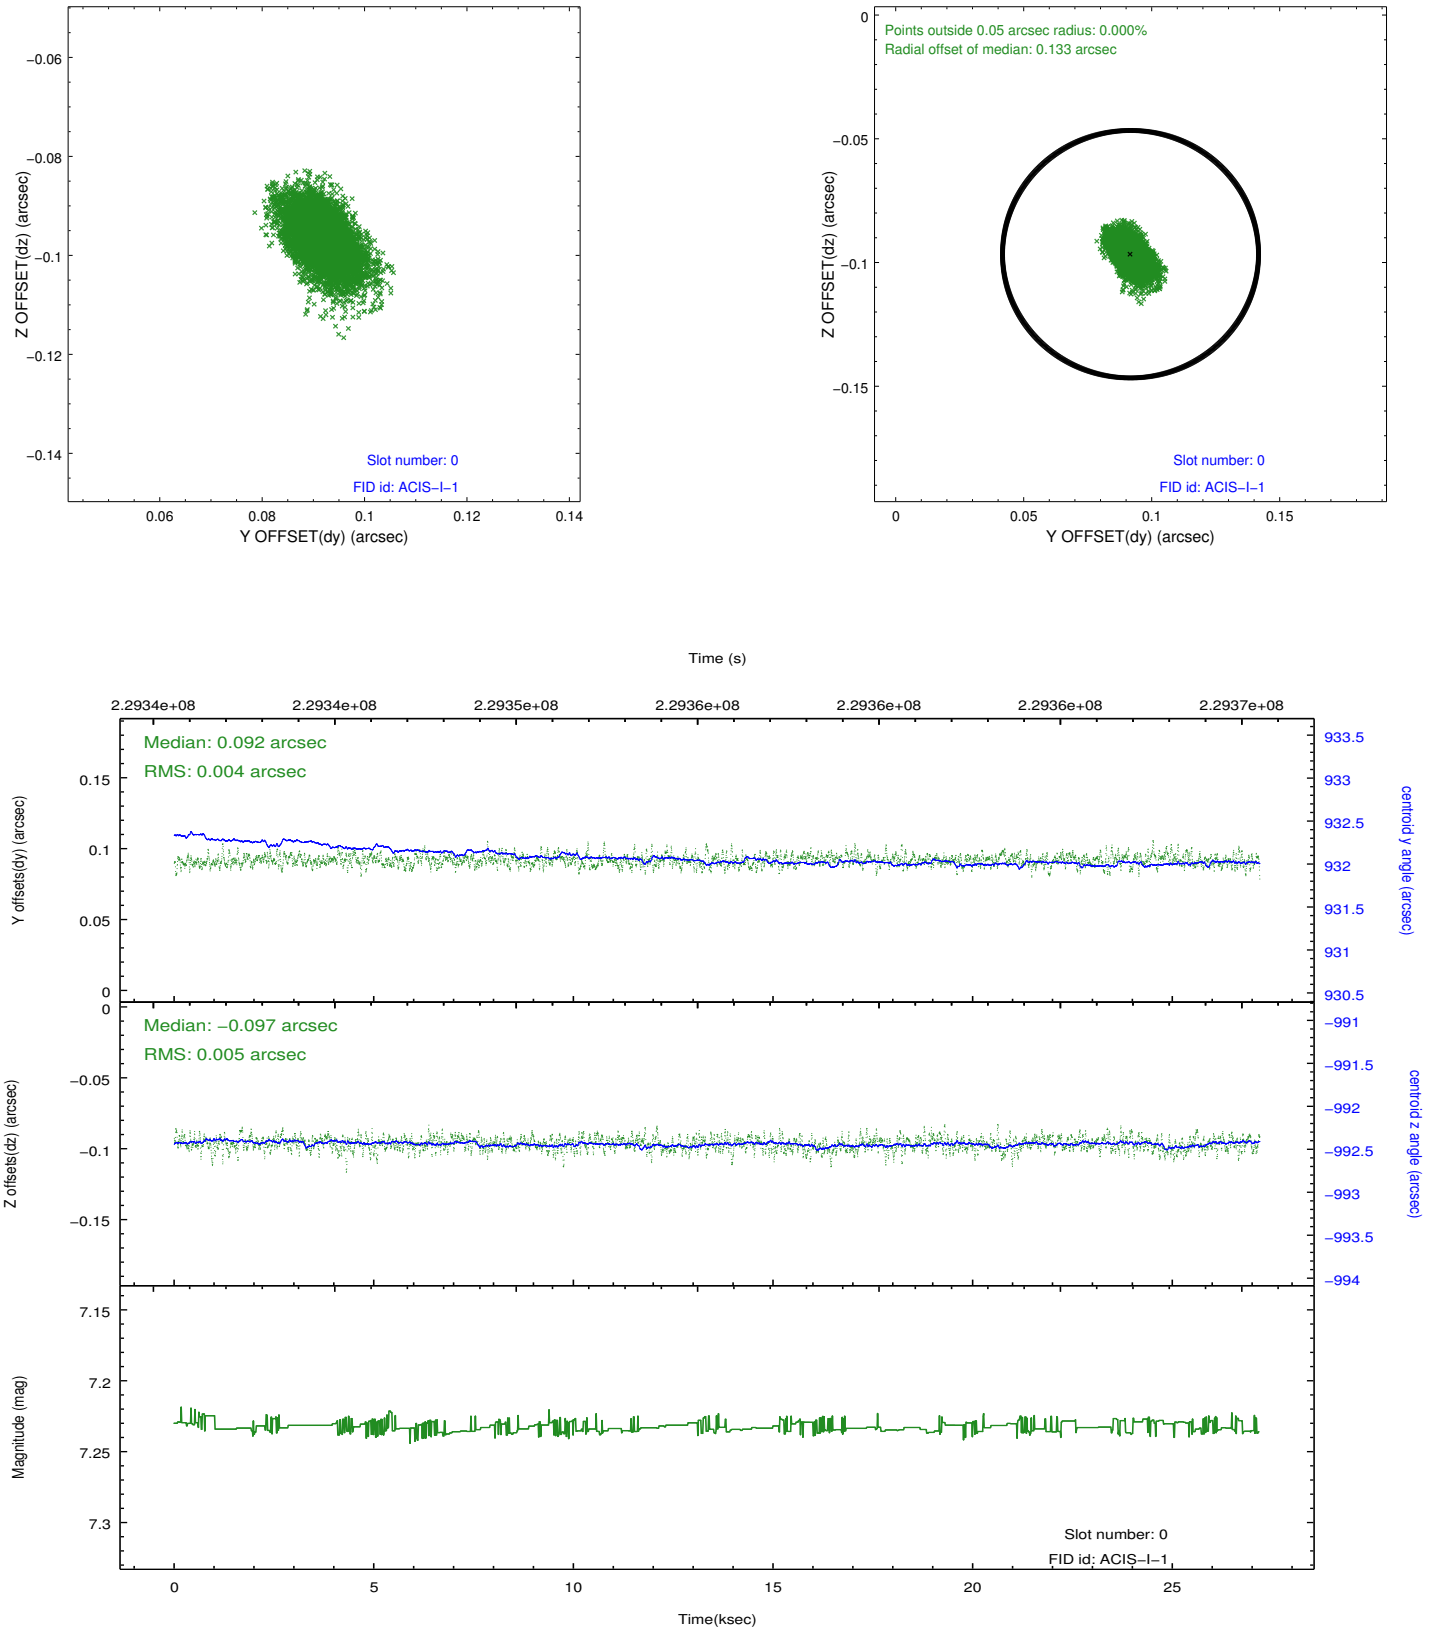 −0.06
−0.08
−0.1
−0.12
−0.14
Z OFFSET(dz) (arcsec)
Slot number: 0
FID id: ACIS−I−1
0.06 0.08 0.1 0.12 0.14
Y OFFSET(dy) (arcsec)
Points outside 0.05 arcsec radius: 0.000%
Radial offset of median: 0.133 arcsec
0
−0.05
−0.1
−0.15
Z OFFSET(dz) (arcsec)
Slot number: 0
FID id: ACIS−I−1
0 0.05 0.1 0.15
Y OFFSET(dy) (arcsec)
Time (s)
2.2934e+08 2.2934e+08 2.2935e+08 2.2936e+08 2.2936e+08 2.2936e+08 2.2937e+08
Median: 0.092 arcsec
RMS: 0.004 arcsec
0.15
0.1
0.05
0
Y offsets(dy) (arcsec)
933.5
933
932.5
932
931.5
931
930.5
centroid y angle (arcsec)
Median: −0.097 arcsec
RMS: 0.005 arcsec
0
−0.05
−0.1
−0.15
Z offsets(dz) (arcsec)
−991
−991.5
−992
−992.5
−993
−993.5
−994
centroid z angle (arcsec)
7.15
7.2
7.25
7.3
Magnitude (mag)
Slot number: 0
FID id: ACIS−I−1
0 5 10 15 20 25
Time(ksec)